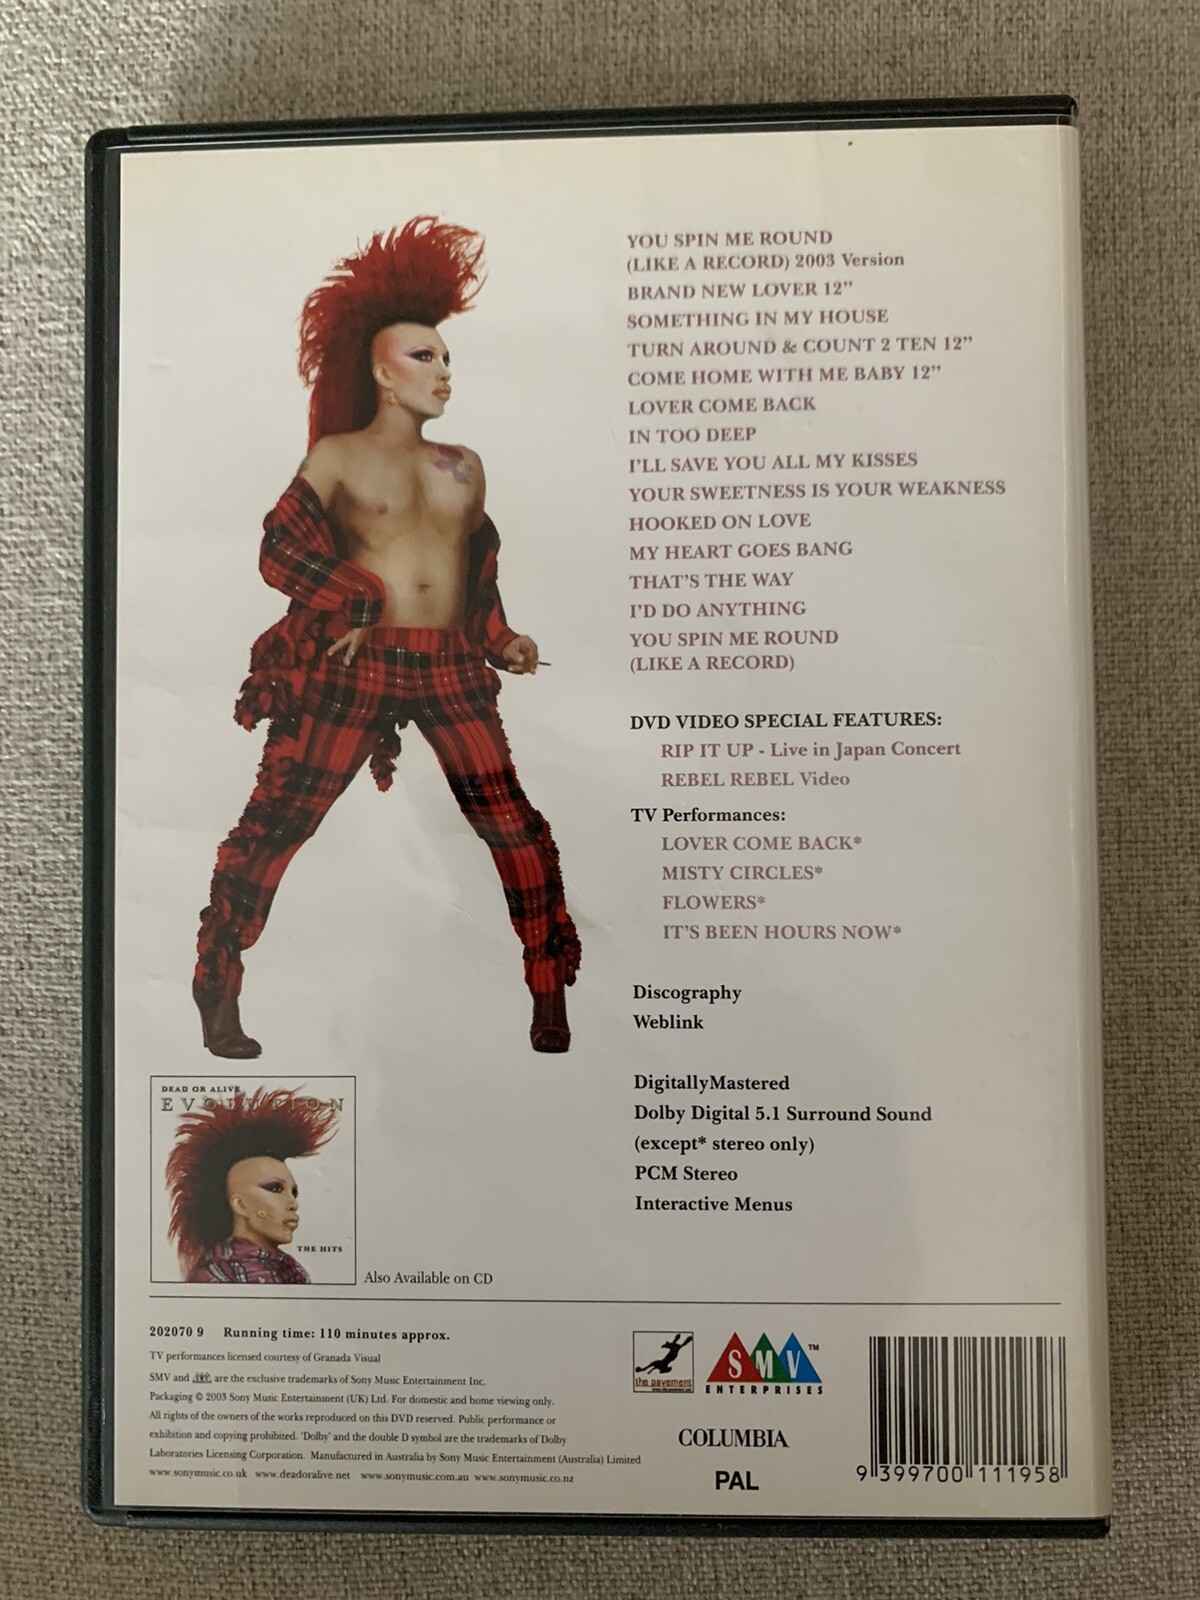 YOU SPIN ME ROUND
(LIKE A RECORD) 2003 Version
BRAND NEW LOVER 12”
SOMETHING IN MY HOUSE
TURN AROUND & COUNT 2 TEN 12”
COME HOME WITH ME BABY 12”
LOVER COME BACK
IN TOO DEEP
I’LL SAVE YOU ALL MY KISSES
YOUR SWEETNESS IS YOUR WEAKNESS
HOOKED ON LOVE
MY HEART GOES BANG
THAT’S THE WAY
I’D DO ANYTHING
YOU SPIN ME ROUND
(LIKE A RECORD)
DVD VIDEO SPECIAL FEATURES:
RIP IT UP - Live in Japan Concert
REBEL REBEL Video
TV Performances:
LOVER COME BACK*
MISTY CIRCLES*
FLOWERS*
IT’S BEEN HOURS NOW*
Discography
Weblink
DigitallyMastered
Dolby Digital 5.1 Surround Sound
(except* stereo only)
PCM Stereo
Interactive Menus
DEAD OR ALIVE
EVOLUTION
THE HITS
Also Available on CD
202070 9 Running time: 110 minutes approx.
TV performances licensed courtesy of Granada Visual
SMV and are the exclusive trademarks of Sony Music Entertainment Inc.
Packaging © 2003 Sony Music Entertainment (UK) Ltd. For domestic and home viewing only.
All rights of the owners of the works reproduced on this DVD reserved. Public performance or
exhibition and copying prohibited. 'Dolby' and the double D symbol are the trademarks of Dolby
Laboratories Licensing Corporation. Manufactured in Australia by Sony Music Entertainment (Australia) Limited
www.sonymusic.co.uk www.deadoralive.net www.sonymusic.com.au www.sonymusic.co.nz
the pavement
SMV™
ENTERPRISES
COLUMBIA
PAL
9 399700 111958